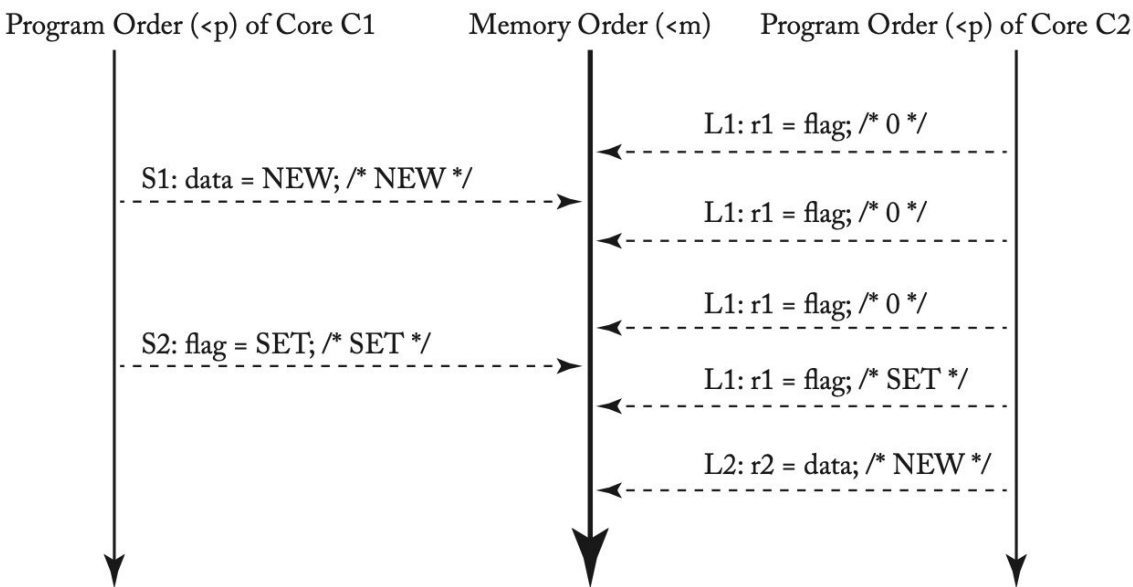 Program Order (<p) of Core C1
Memory Order (<m)
Program Order (<p) of Core C2
L1: r1 = flag; /* 0 */
S1: data = NEW; /* NEW */
L1: r1 = flag; /* 0 */
L1: r1 = flag; /* 0 */
S2: flag = SET; /* SET */
L1: r1 = flag; /* SET */
L2: r2 = data; /* NEW */